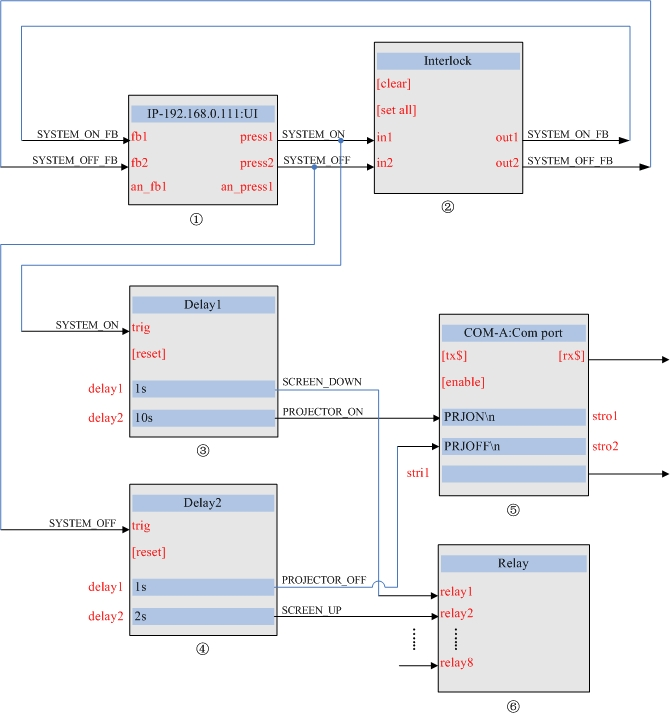 Interlock
[clear]
[set all]
in1
in2
out1
out2
SYSTEM_ON_FB
SYSTEM_OFF_FB
②
IP-192.168.0.111:UI
SYSTEM_ON_FB
fb1
press1
SYSTEM_ON
SYSTEM_OFF_FB
fb2
press2
SYSTEM_OFF
an_fb1
an_press1
①
Delay1
SYSTEM_ON
trig
[reset]
delay1
1s
SCREEN_DOWN
delay2
10s
PROJECTOR_ON
③
COM-A:Com port
[tx$]
[rx$]
[enable]
PRJON\n
stro1
PRJOFF\n
stro2
stri1
⑤
Delay2
SYSTEM_OFF
trig
[reset]
delay1
1s
PROJECTOR_OFF
delay2
2s
SCREEN_UP
④
Relay
relay1
relay2
relay8
⑥